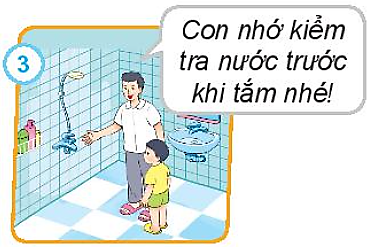 3
Con nhớ kiểm
tra nước trước
khi tắm nhé!